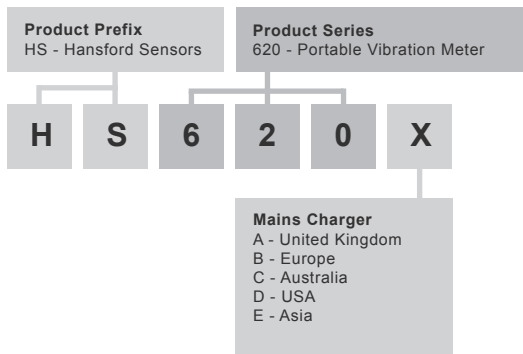 Product Prefix
HS - Hansford Sensors
Product Series
620 - Portable Vibration Meter
H S 6 2 0 X
Mains Charger
A - United Kingdom
B - Europe
C - Australia
D - USA
E - Asia